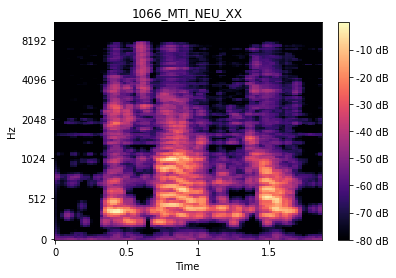 1066_MTI_NEU_XX
8192
4096
2048
1024
512
0
Hz
0
0.5
1
1.5
Time
-10 dB
-20 dB
-30 dB
-40 dB
-50 dB
-60 dB
-70 dB
-80 dB